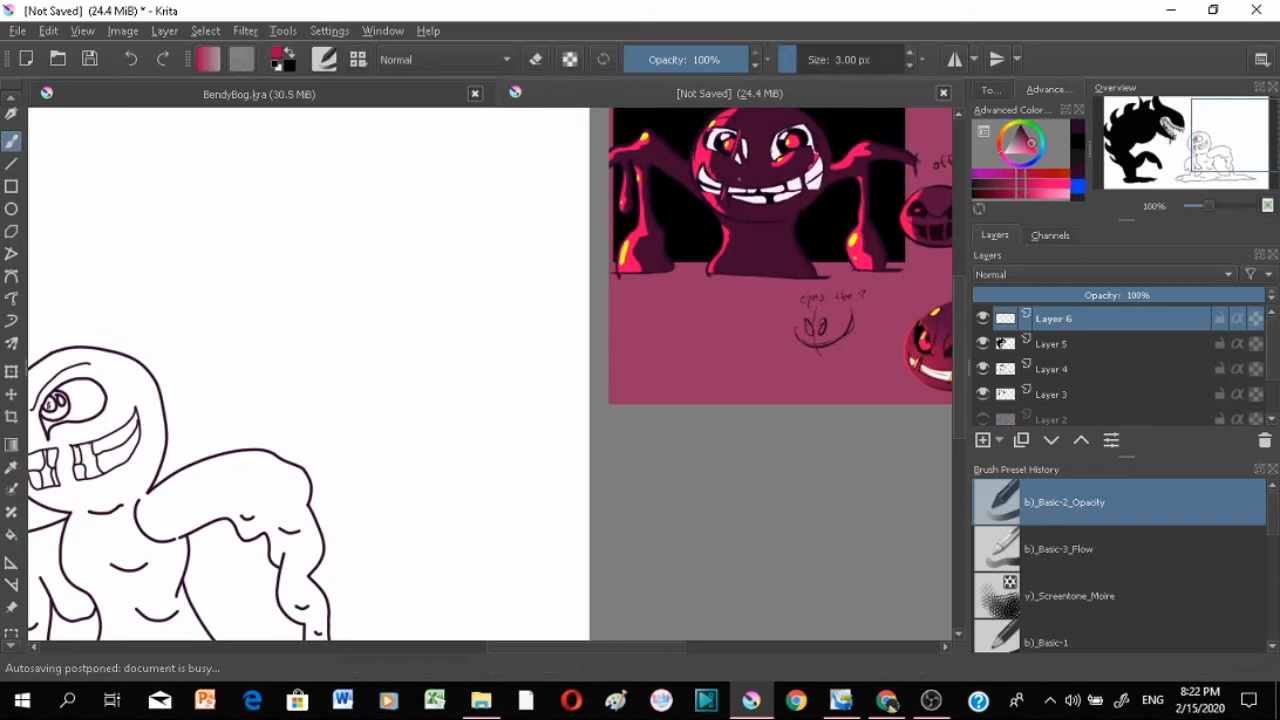 [Not Saved] (24.4 MiB) * - Krita
File Edit View Image Layer Select Filter Tools Settings Window Help
Normal Opacity: 100% Size: 3.00 px
BendyBog.kra (30.5 MiB) [Not Saved] (24.4 MiB)
To... Advance... Overview
Advanced Color...
100%
Layers Channels
Layers
Normal
Opacity: 100%
Layer 6
Layer 5
Layer 4
Layer 3
Layer 2
Brush Preset History
b)_Basic-2_Opacity
b)_Basic-3_Flow
y)_Screentone_Moire
b)_Basic-1
Autosaving postponed: document is busy...
ENG
8:22 PM
2/15/2020